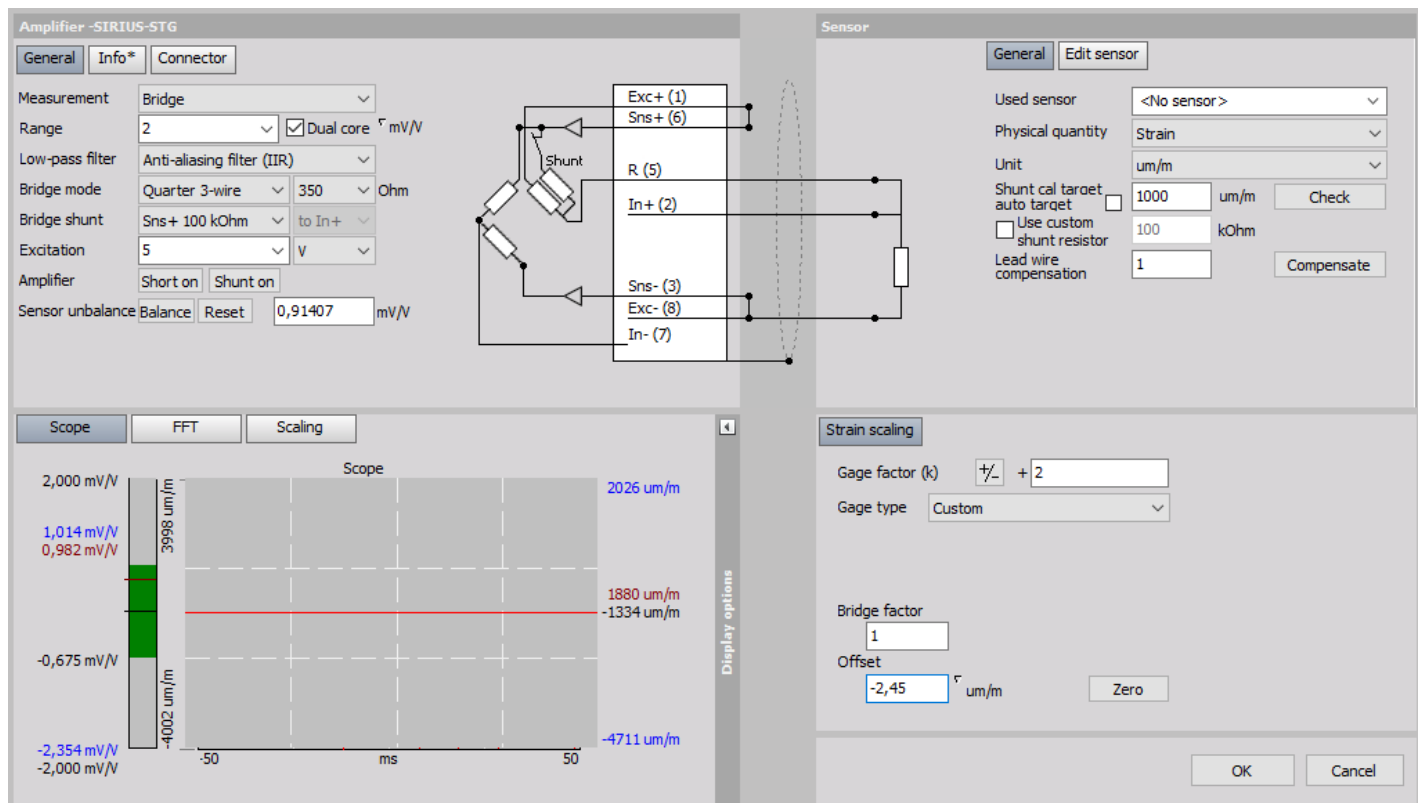 Amplifier -SIRIUS-STG
General Info* Connector
Measurement Bridge
Range 2 Dual core mV/V
Low-pass filter Anti-aliasing filter (IIR)
Bridge mode Quarter 3-wire 350 Ohm
Bridge shunt Sns+ 100 kOhm to In+
Excitation 5 V
Amplifier Short on Shunt on
Sensor unbalance Balance Reset 0,91407 mV/V
Shunt
Exc+ (1)
Sns+ (6)
R (5)
In+ (2)
Sns- (3)
Exc- (8)
In- (7)
Sensor
General Edit sensor
Used sensor <No sensor>
Physical quantity Strain
Unit um/m
Shunt cal target
auto target 1000 um/m Check
Use custom
shunt resistor 100 kOhm
Lead wire
compensation 1 Compensate
Scope FFT Scaling
Scope
2,000 mV/V
1,014 mV/V
0,982 mV/V
-0,675 mV/V
-2,354 mV/V
-2,000 mV/V
3998 um/m
-4002 um/m
2026 um/m
1880 um/m
-1334 um/m
-4711 um/m
-50 ms 50
Display options
Strain scaling
Gage factor (k) +/- + 2
Gage type Custom
Bridge factor
1
Offset
-2,45 um/m Zero
OK Cancel